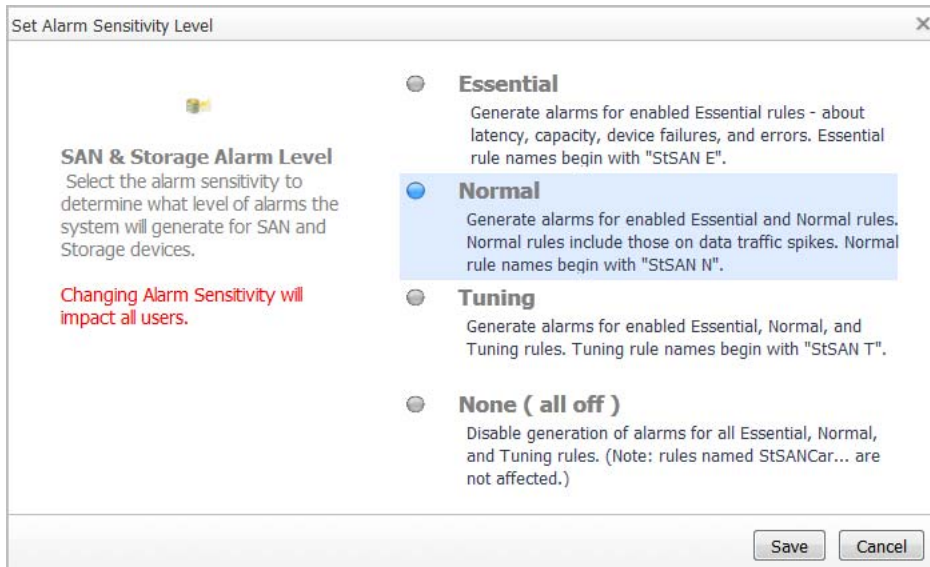 Set Alarm Sensitivity Level
SAN & Storage Alarm Level
Select the alarm sensitivity to
determine what level of alarms the
system will generate for SAN and
Storage devices.
Changing Alarm Sensitivity will
impact all users.
Essential
Generate alarms for enabled Essential rules - about
latency, capacity, device failures, and errors. Essential
rule names begin with "StSAN E".
Normal
Generate alarms for enabled Essential and Normal rules.
Normal rules include those on data traffic spikes. Normal
rule names begin with "StSAN N".
Tuning
Generate alarms for enabled Essential, Normal, and
Tuning rules. Tuning rule names begin with "StSAN T".
None ( all off )
Disable generation of alarms for all Essential, Normal,
and Tuning rules. (Note: rules named StSANCar... are
not affected.)
Save
Cancel